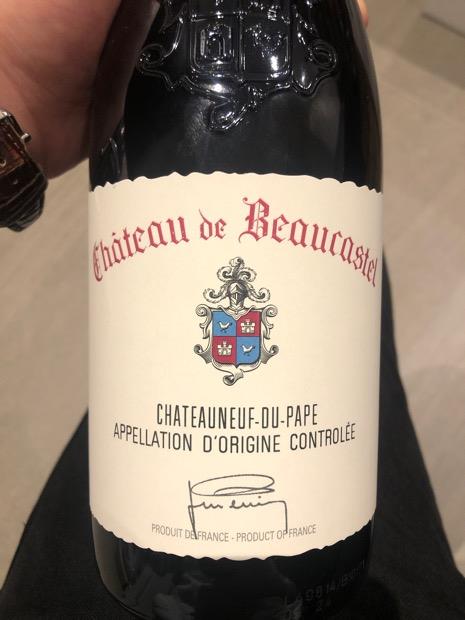 Château de Beaucastel
CHATEAUNEUF-DU-PAPE
APPELLATION D'ORIGINE CONTROLÉE
PRODUIT DE FRANCE - PRODUCT OF FRANCE